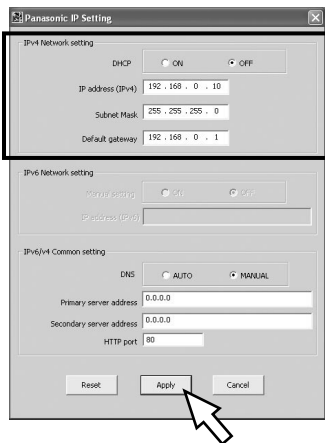 Panasonic IP Setting
IPv4 Network setting
DHCP ON OFF
IP address (IPv4) 192 . 168 . 0 . 10
Subnet Mask 255 . 255 . 255 . 0
Default gateway 192 . 168 . 0 . 1
IPv6 Network setting
Manual setting ON OFF
IP address (IPv6)
IPv6/v4 Common setting
DNS AUTO MANUAL
Primary server address 0.0.0.0
Secondary server address 0.0.0.0
HTTP port 80
Reset Apply Cancel